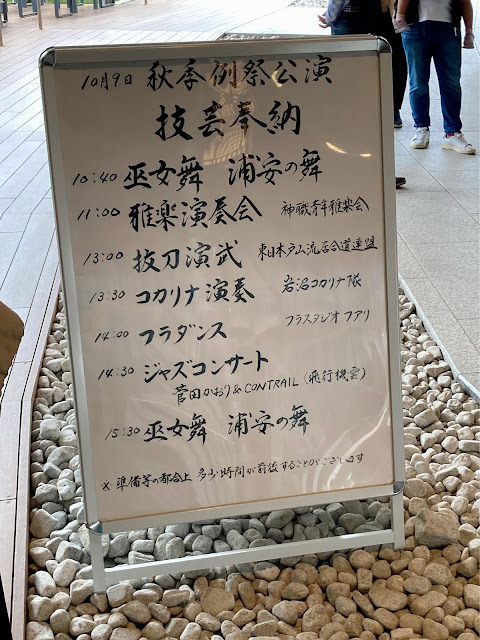 10月9日 秋季例祭公演
技芸奉納
10:40 巫女舞 浦安の舞
11:00 雅楽演奏会 神職青年雅楽会
13:00 抜刀演武 東日本戸山流居合道連盟
13:30 コカリナ演奏 岩沼コカリナ隊
14:00 フラダンス フラスタジオ フアリ
14:30 ジャズコンサート
菅田かおり&CONTRAIL(飛行機雲)
15:30 巫女舞 浦安の舞
※準備等の都合上 多少時間が前後することがございます